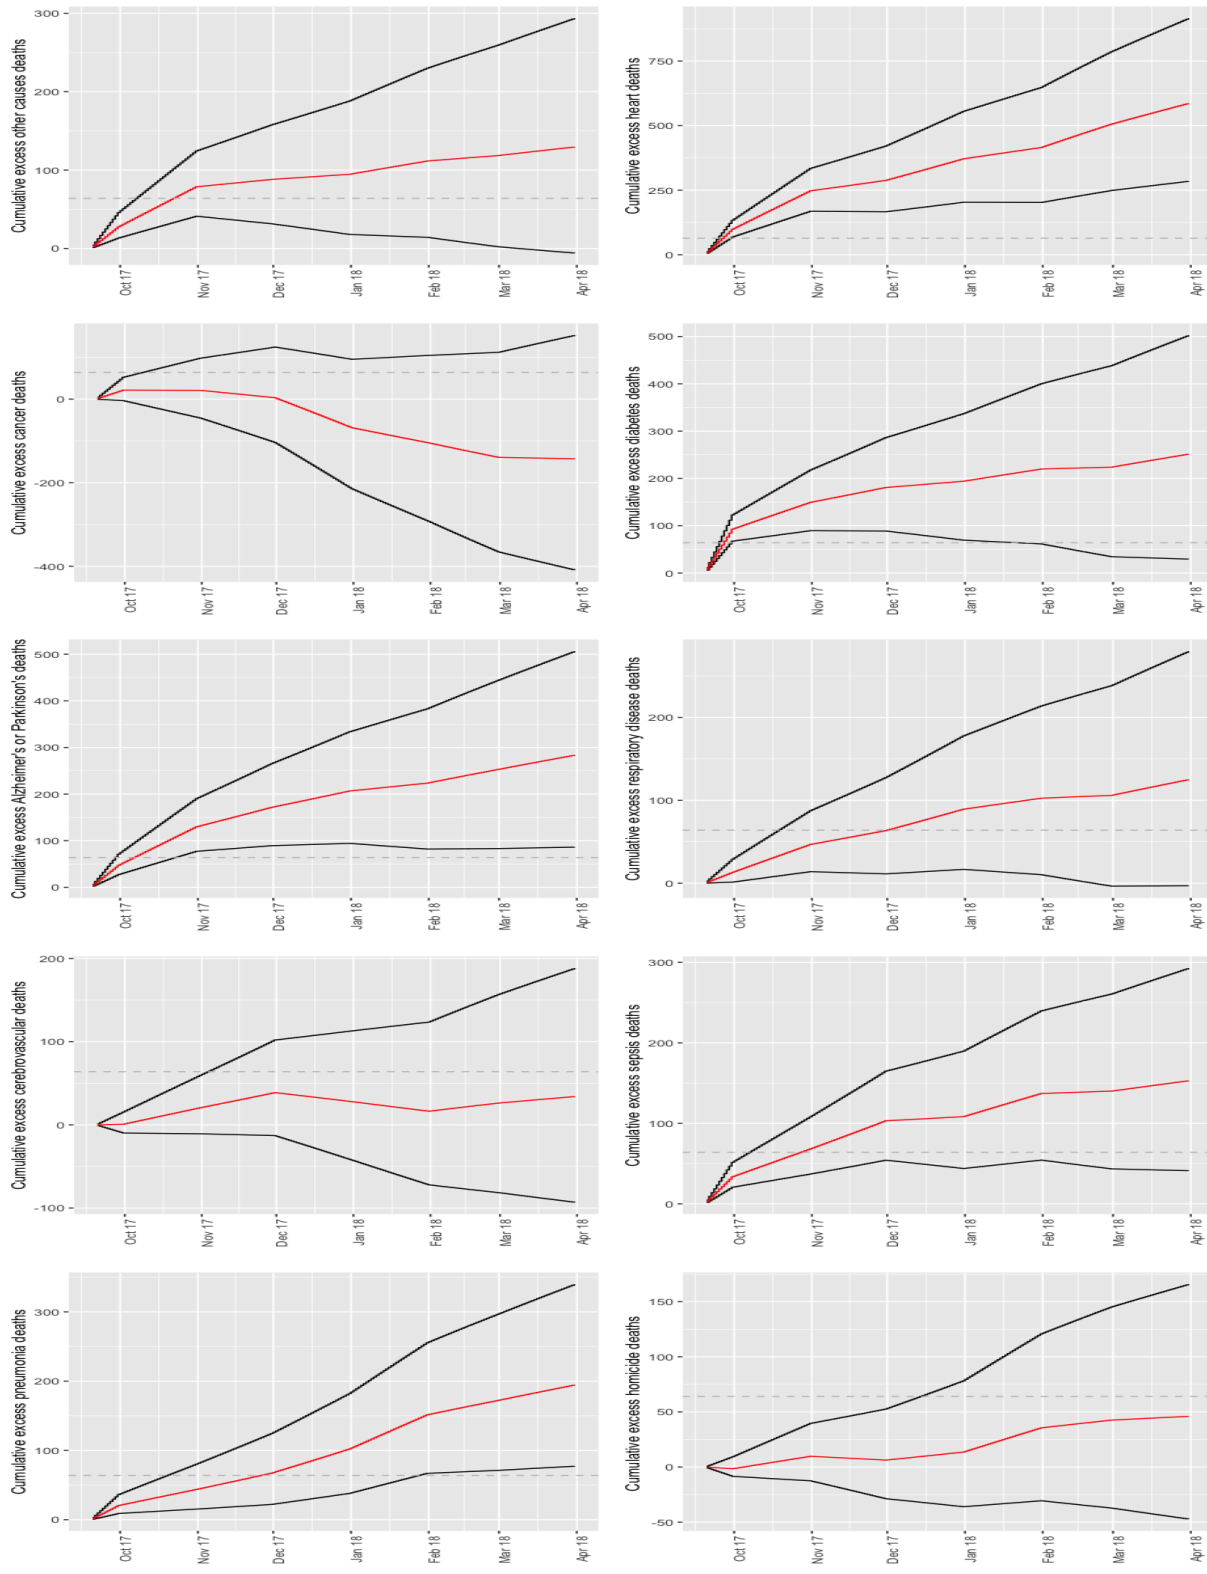 Cumulative excess other causes deaths
300
200
100
0
Oct 17
Nov 17
Dec 17
Jan 18
Feb 18
Mar 18
Apr 18
Cumulative excess heart deaths
750
500
250
0
Oct 17
Nov 17
Dec 17
Jan 18
Feb 18
Mar 18
Apr 18
Cumulative excess cancer deaths
0
-200
-400
Oct 17
Nov 17
Dec 17
Jan 18
Feb 18
Mar 18
Apr 18
Cumulative excess diabetes deaths
500
400
300
200
100
0
Oct 17
Nov 17
Dec 17
Jan 18
Feb 18
Mar 18
Apr 18
Cumulative excess Alzheimer's or Parkinson's deaths
500
400
300
200
100
0
Oct 17
Nov 17
Dec 17
Jan 18
Feb 18
Mar 18
Apr 18
Cumulative excess respiratory disease deaths
200
100
0
Oct 17
Nov 17
Dec 17
Jan 18
Feb 18
Mar 18
Apr 18
Cumulative excess cerebrovascular deaths
200
100
0
-100
Oct 17
Nov 17
Dec 17
Jan 18
Feb 18
Mar 18
Apr 18
Cumulative excess sepsis deaths
300
200
100
0
Oct 17
Nov 17
Dec 17
Jan 18
Feb 18
Mar 18
Apr 18
Cumulative excess pneumonia deaths
300
200
100
0
Oct 17
Nov 17
Dec 17
Jan 18
Feb 18
Mar 18
Apr 18
Cumulative excess homicide deaths
150
100
50
0
-50
Oct 17
Nov 17
Dec 17
Jan 18
Feb 18
Mar 18
Apr 18